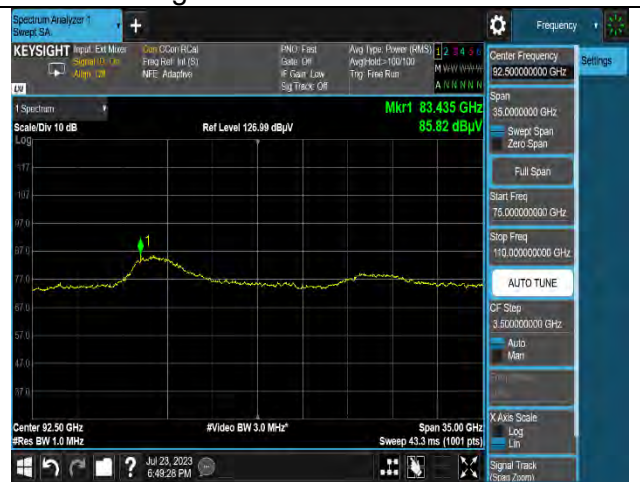 Spectrum Analyzer 1
Swept SA
+
Frequency
KEYSIGHT
Input: Ext Mixer
Signal ID: On
Align: Off
Corr CCorr RCal
Freq Ref: Int (S)
NFE: Adaptive
PNO: Fast
Gate: Off
IF Gain: Low
Sig Track: Off
Avg Type: Power (RMS)
Avg|Hold:>100/100
Trig: Free Run
1 2 3 4 5 6
M W W W W W
A N N N N N
LXI
1 Spectrum
Scale/Div 10 dB
Ref Level 126.99 dBµV
Mkr1 83.435 GHz
85.82 dBµV
Log
117
107
97.0
87.0
77.0
67.0
57.0
47.0
37.0
1
Center 92.50 GHz
#Res BW 1.0 MHz
#Video BW 3.0 MHz*
Span 35.00 GHz
Sweep 43.3 ms (1001 pts)
Center Frequency
92.500000000 GHz
Settings
Span
35.0000000 GHz
Swept Span
Zero Span
Full Span
Start Freq
75.000000000 GHz
Stop Freq
110.000000000 GHz
AUTO TUNE
CF Step
3.500000000 GHz
Auto
Man
X Axis Scale
Log
Lin
Signal Track
(Span Zoom)
?
Jul 23, 2023
6:49:28 PM